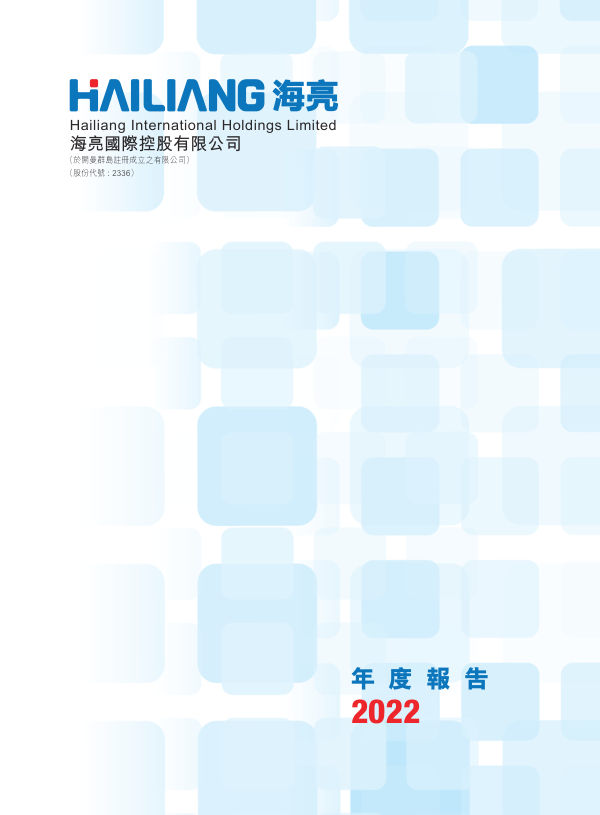 HAILIANG 海亮
Hailiang International Holdings Limited
海亮國際控股有限公司
(於開曼群島註冊成立之有限公司)
(股份代號 : 2336)
年度報告
2022